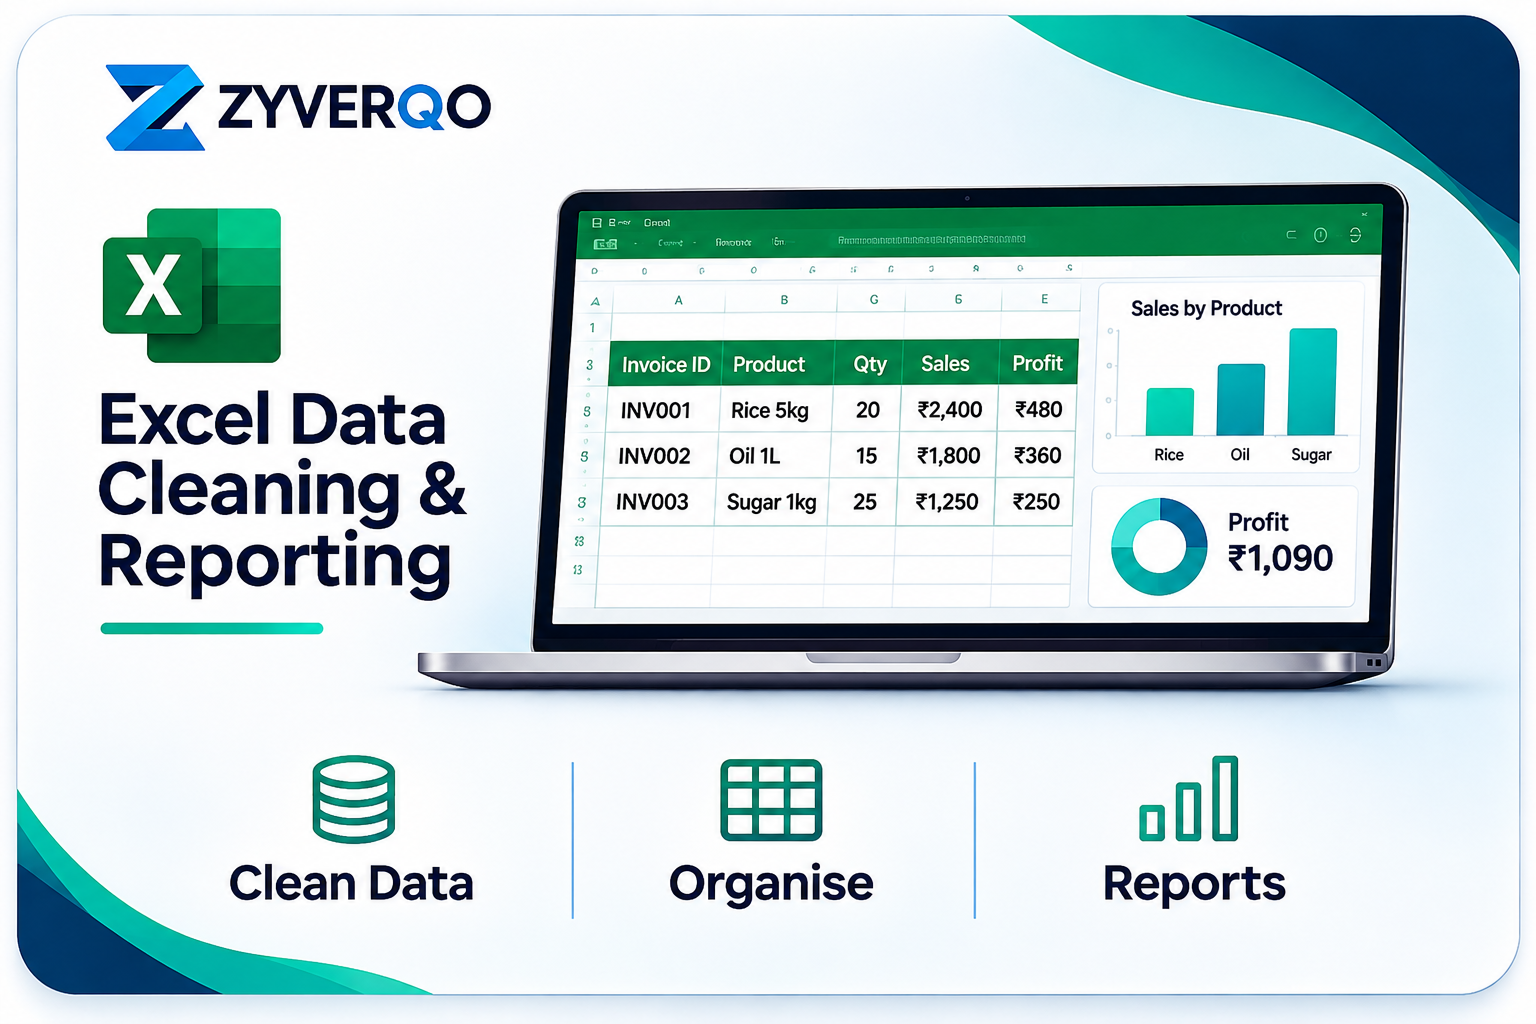 ZYVERQO
X
Excel Data
Cleaning &
Reporting
A B G 6 E
1
3 Invoice ID Product Qty Sales Profit
INV001 Rice 5kg 20 ₹2,400 ₹480
INV002 Oil 1L 15 ₹1,800 ₹360
INV003 Sugar 1kg 25 ₹1,250 ₹250
Sales by Product
Rice Oil Sugar
Profit
₹1,090
Clean Data
Organise
Reports